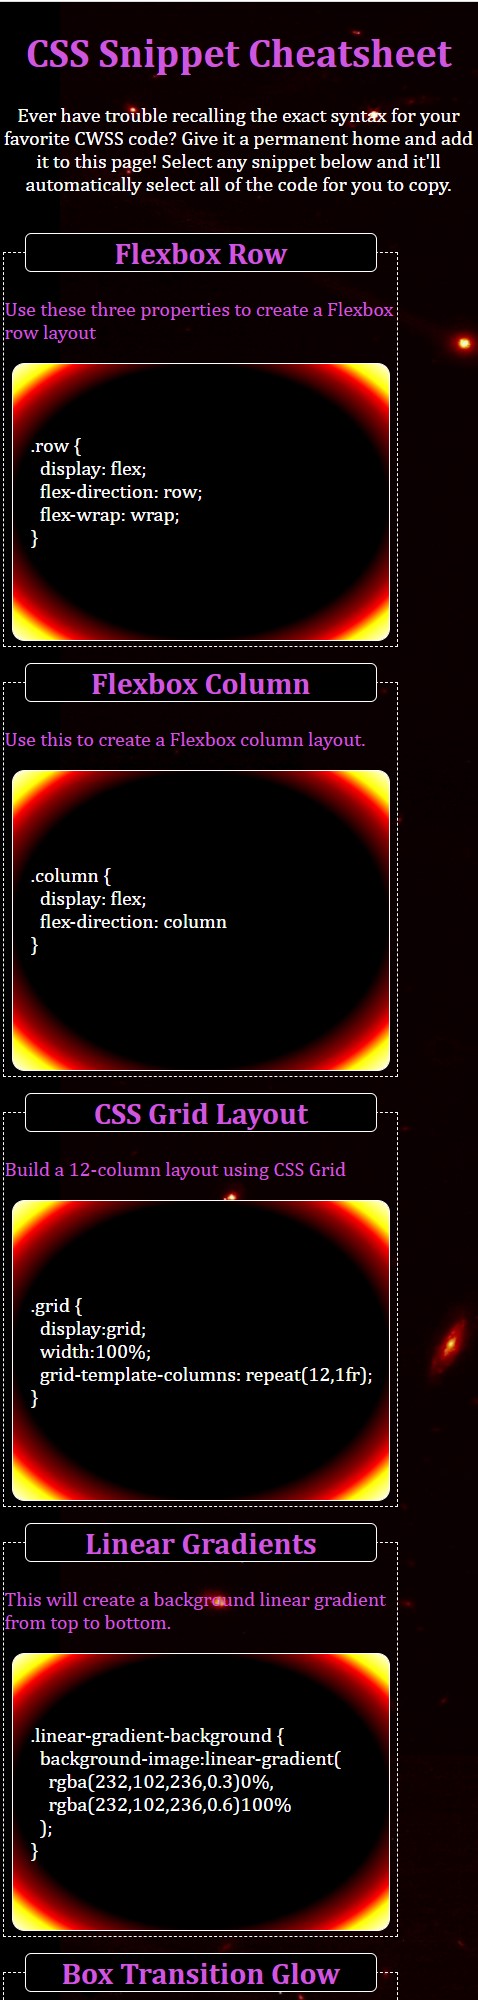 CSS Snippet Cheatsheet
Ever have trouble recalling the exact syntax for your
favorite CWSS code? Give it a permanent home and add
it to this page! Select any snippet below and it'll
automatically select all of the code for you to copy.
Flexbox Row
Use these three properties to create a Flexbox
row layout
.row {
display: flex;
flex-direction: row;
flex-wrap: wrap;
}
Flexbox Column
Use this to create a Flexbox column layout.
.column {
display: flex;
flex-direction: column
}
CSS Grid Layout
Build a 12-column layout using CSS Grid
.grid {
display:grid;
width:100%;
grid-template-columns: repeat(12,1fr);
}
Linear Gradients
This will create a background linear gradient
from top to bottom.
.linear-gradient-background {
background-image:linear-gradient(
rgba(232,102,236,0.3)0%,
rgba(232,102,236,0.6)100%
);
}
Box Transition Glow